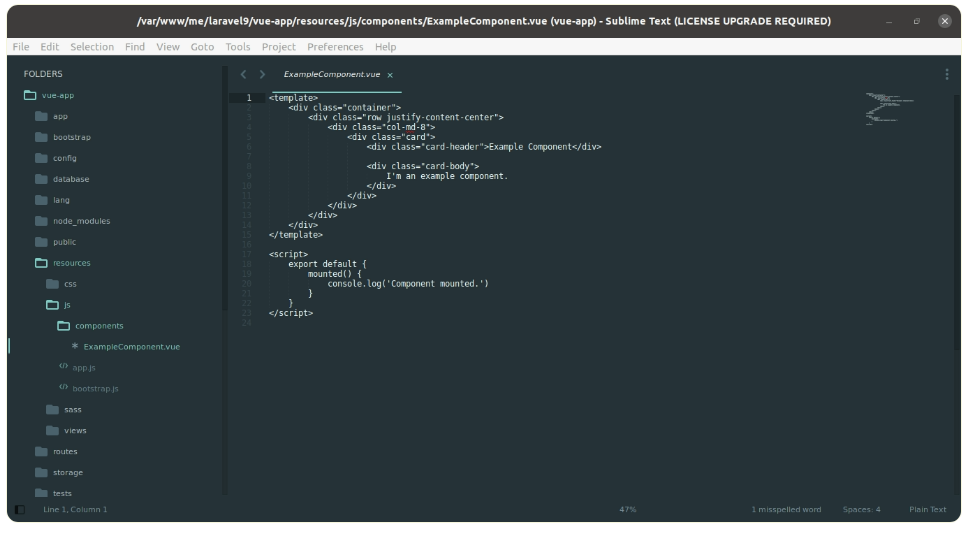 /var/www/me/laravel9/vue-app/resources/js/components/ExampleComponent.vue (vue-app) - Sublime Text (LICENSE UPGRADE REQUIRED)
File Edit Selection Find View Goto Tools Project Preferences Help
FOLDERS
vue-app
app
bootstrap
config
database
lang
node_modules
public
resources
css
js
components
ExampleComponent.vue
app.js
bootstrap.js
sass
views
routes
storage
tests
ExampleComponent.vue ×
1 <template>
2     <div class="container">
3         <div class="row justify-content-center">
4             <div class="col-md-8">
5                 <div class="card">
6                     <div class="card-header">Example Component</div>
7
8                     <div class="card-body">
9                         I'm an example component.
10                     </div>
11                 </div>
12             </div>
13         </div>
14     </div>
15 </template>
16
17 <script>
18     export default {
19         mounted() {
20             console.log('Component mounted.')
21         }
22     }
23 </script>
24
Line 1, Column 1 47% 1 misspelled word Spaces: 4 Plain Text